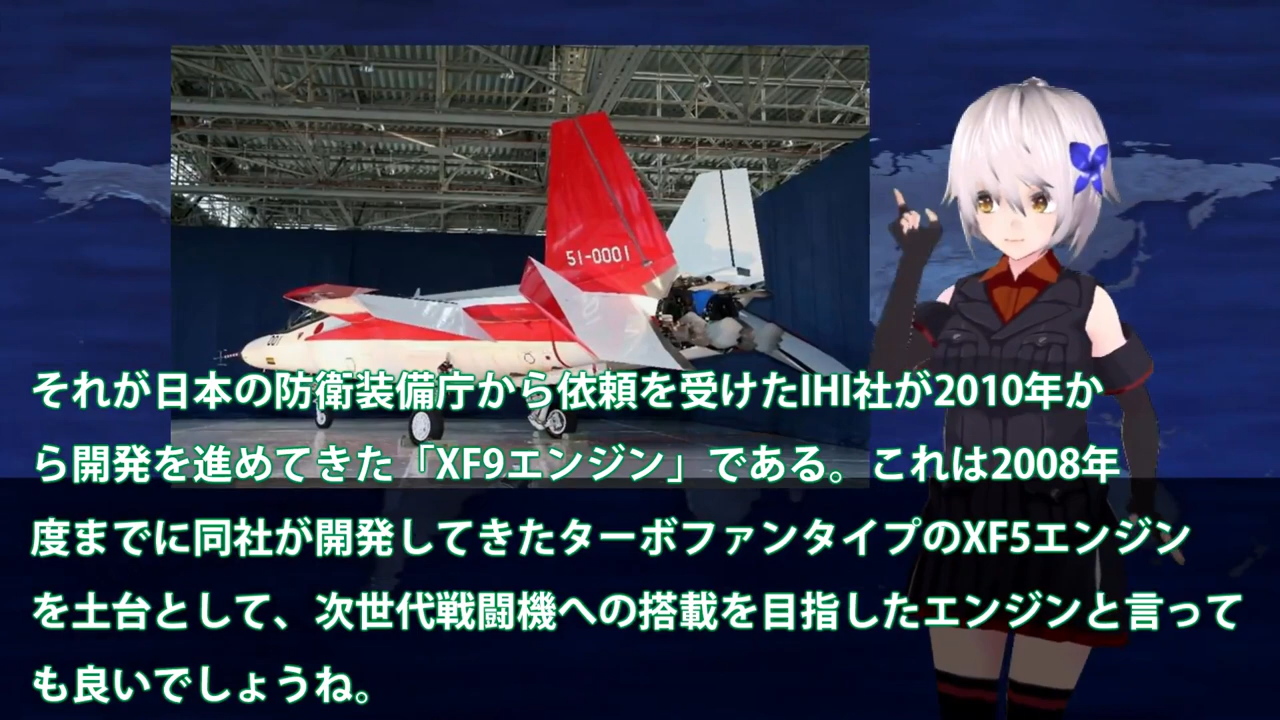 51-0001
001
それが日本の防衛装備庁から依頼を受けたIHI社が2010年か
ら開発を進めてきた「XF9エンジン」である。これは2008年
度までに同社が開発してきたターボファンタイプのXF5エンジン
を土台として、次世代戦闘機への搭載を目指したエンジンと言って
も良いでしょうね。